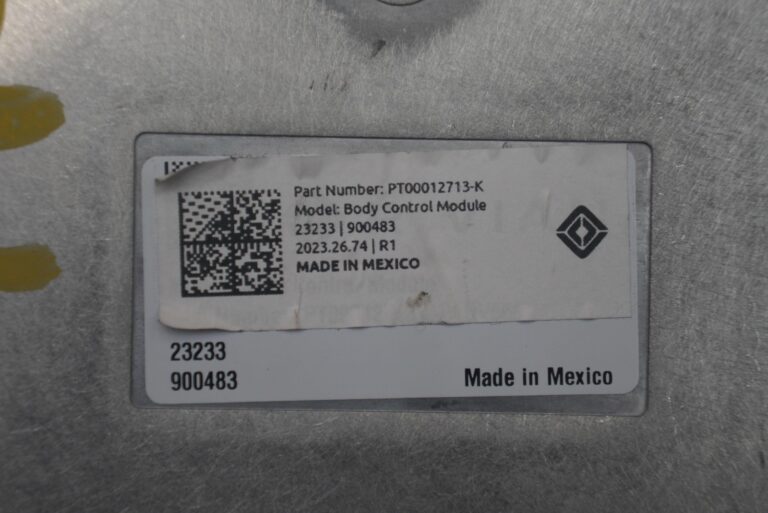 Part Number: PT00012713-K
Model: Body Control Module
23233 | 900483
2023.26.74 | R1
MADE IN MEXICO
23233
900483
Made in Mexico